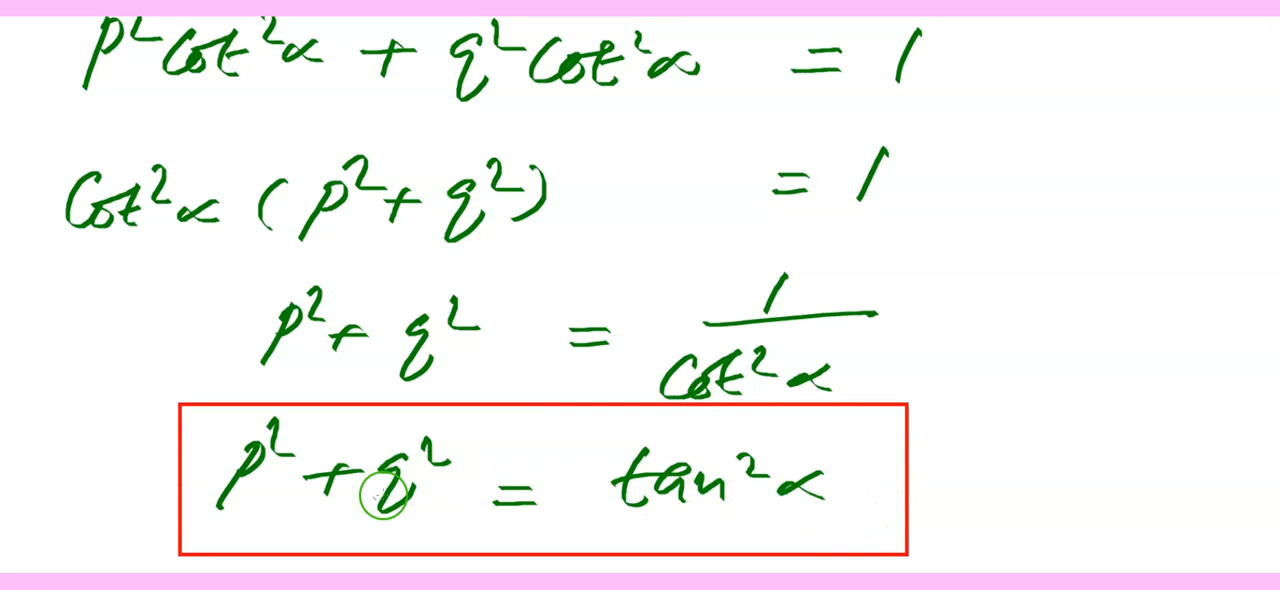 p² cot²α + q² cot²α = 1
cot²α (p² + q²) = 1
p² + q² = 1 / cot²α
p² + q² = tan²α